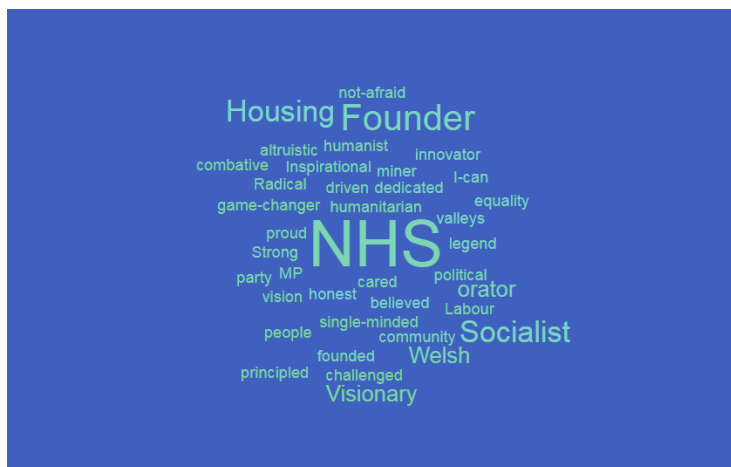 not-afraid
Housing Founder
altruistic humanist innovator
combative Inspirational miner
Radical driven dedicated I-can
game-changer humanitarian equality
valleys
proud NHS legend
Strong
party MP cared political
vision honest believed orator
Labour
single-minded
people community Socialist
founded Welsh
principled challenged
Visionary